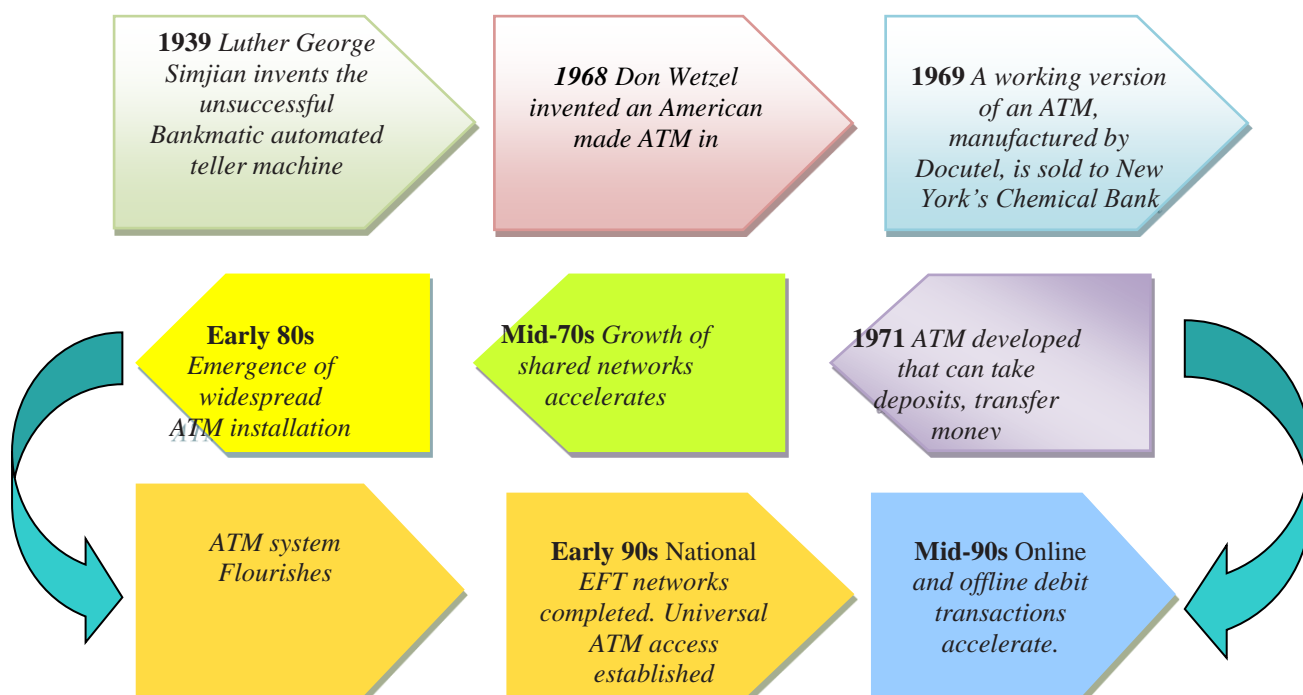 1939 Luther George
Simjian invents the
unsuccessful
Bankmatic automated
teller machine
1968 Don Wetzel
invented an American
made ATM in
1969 A working version
of an ATM,
manufactured by
Docutel, is sold to New
York’s Chemical Bank
1971 ATM developed
that can take
deposits, transfer
money
Mid-70s Growth of
shared networks
accelerates
Early 80s
Emergence of
widespread
ATM installation
ATM system
Flourishes
Early 90s National
EFT networks
completed. Universal
ATM access
established
Mid-90s Online
and offline debit
transactions
accelerate.